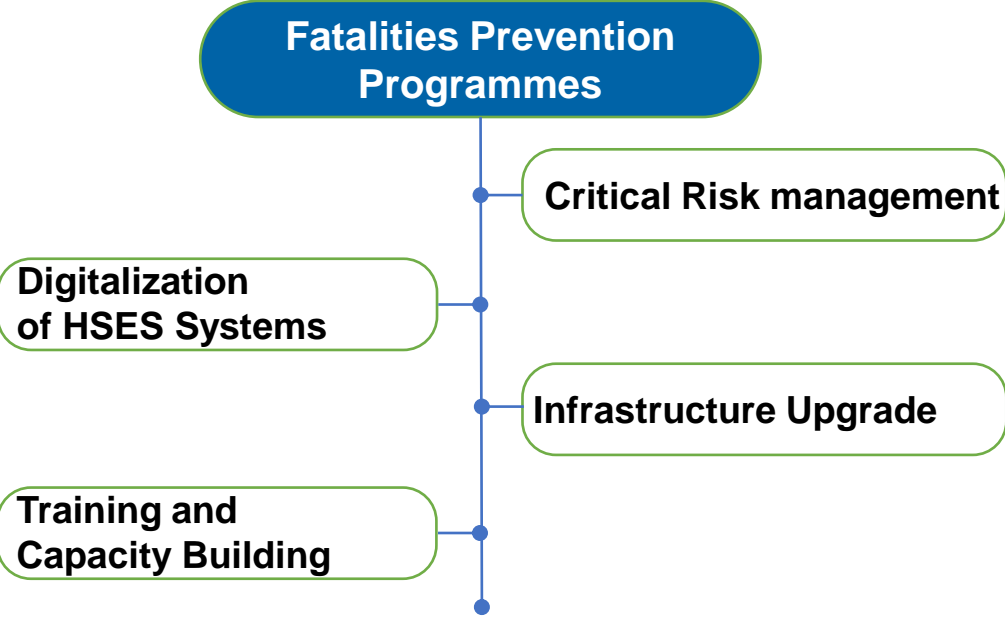 Fatalities Prevention
Programmes
Critical Risk management
Digitalization
of HSES Systems
Infrastructure Upgrade
Training and
Capacity Building